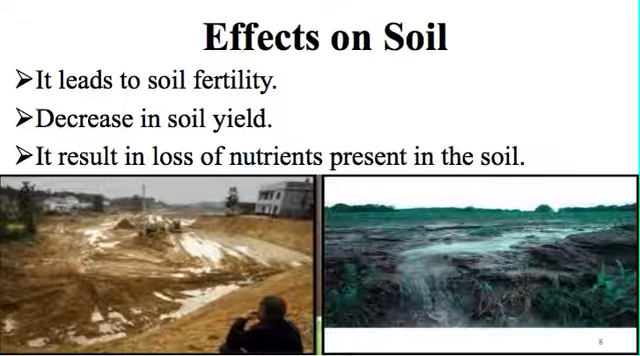 Effects on Soil
➢It leads to soil fertility.
➢Decrease in soil yield.
➢It result in loss of nutrients present in the soil.
8